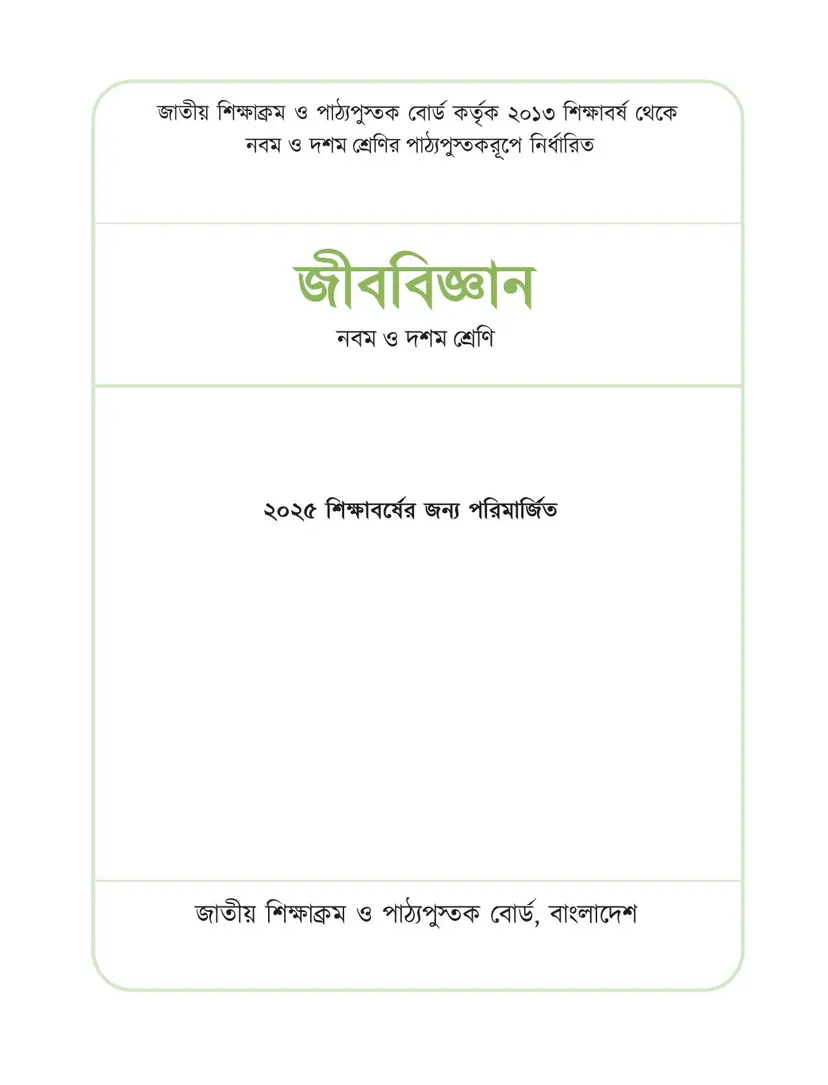 জাতীয় শিক্ষাক্রম ও পাঠ্যপুস্তক বোর্ড কর্তৃক ২০১৩ শিক্ষাবর্ষ থেকে
নবম ও দশম শ্রেণির পাঠ্যপুস্তকরূপে নির্ধারিত
জীববিজ্ঞান
নবম ও দশম শ্রেণি
২০২৫ শিক্ষাবর্ষের জন্য পরিমার্জিত
জাতীয় শিক্ষাক্রম ও পাঠ্যপুস্তক বোর্ড, বাংলাদেশ